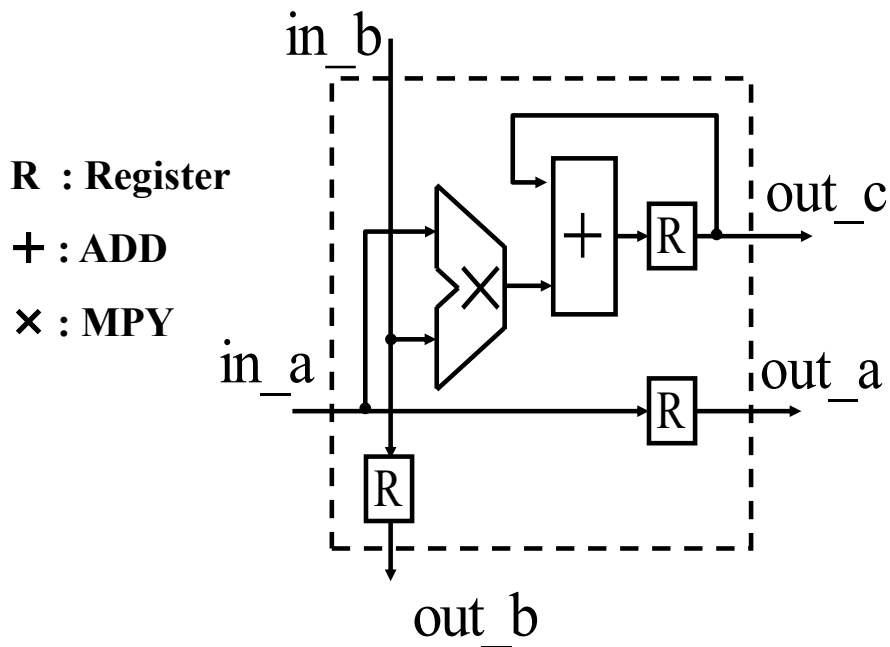 in_b
R : Register
+ : ADD
× : MPY
out_c
+
R
×
in_a
out_a
R
R
out_b